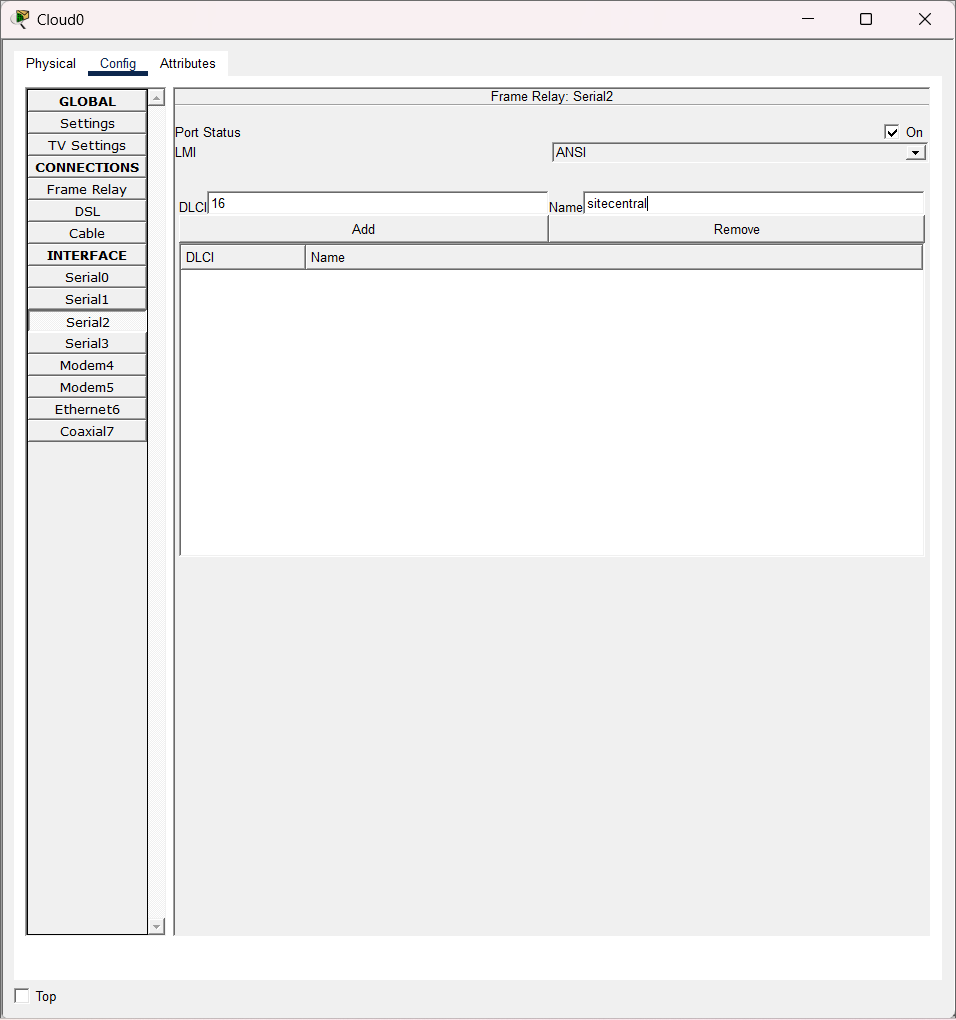 Cloud0
Physical Config Attributes
GLOBAL
Settings
TV Settings
CONNECTIONS
Frame Relay
DSL
Cable
INTERFACE
Serial0
Serial1
Serial2
Serial3
Modem4
Modem5
Ethernet6
Coaxial7
Frame Relay: Serial2
Port Status On
LMI ANSI
DLCI 16 Name sitecentral
Add Remove
DLCI Name
Top